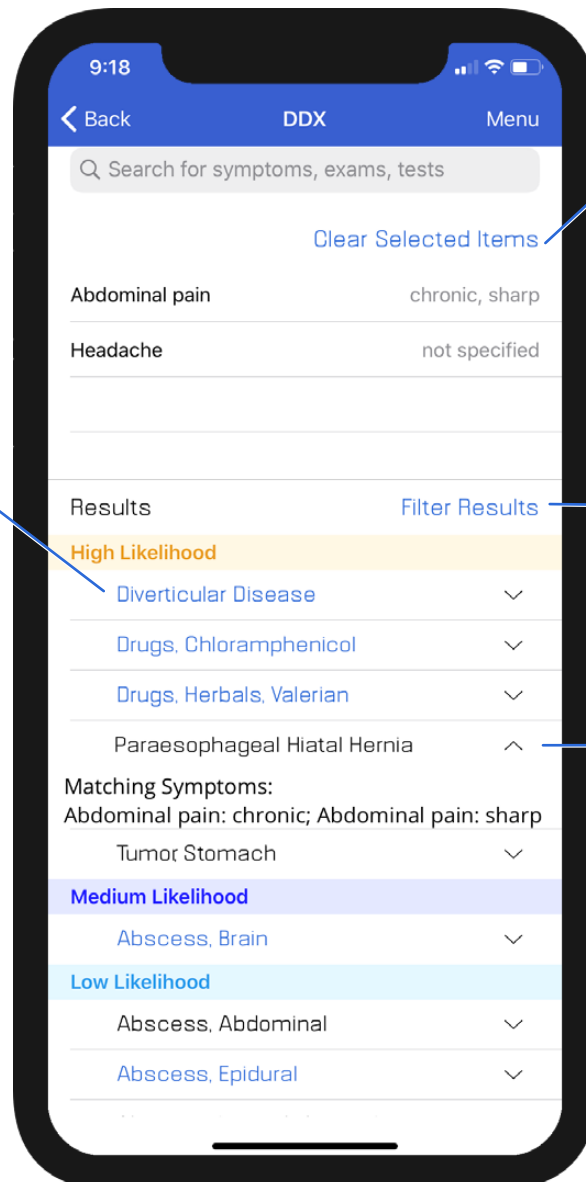 9:18
Back DDX Menu
Search for symptoms, exams, tests
Clear Selected Items
Abdominal pain chronic, sharp
Headache not specified
Results Filter Results
High Likelihood
Diverticular Disease
Drugs, Chloramphenicol
Drugs, Herbals, Valerian
Paraesophageal Hiatal Hernia
Matching Symptoms:
Abdominal pain: chronic; Abdominal pain: sharp
Tumor, Stomach
Medium Likelihood
Abscess, Brain
Low Likelihood
Abscess, Abdominal
Abscess, Epidural